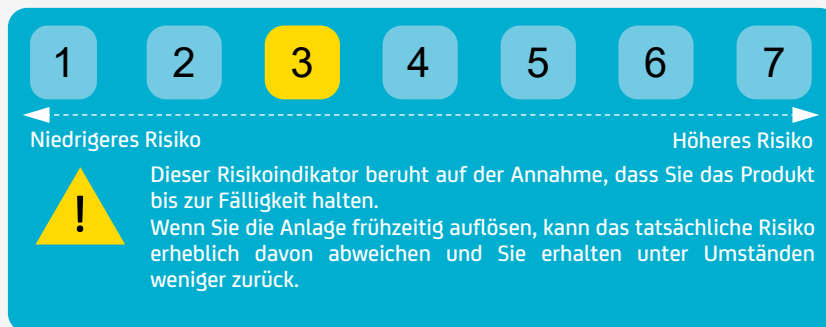 1 2 3 4 5 6 7
Niedrigeres Risiko Höheres Risiko
Dieser Risikoindikator beruht auf der Annahme, dass Sie das Produkt
bis zur Fälligkeit halten.
Wenn Sie die Anlage frühzeitig auflösen, kann das tatsächliche Risiko
erheblich davon abweichen und Sie erhalten unter Umständen
weniger zurück.
!